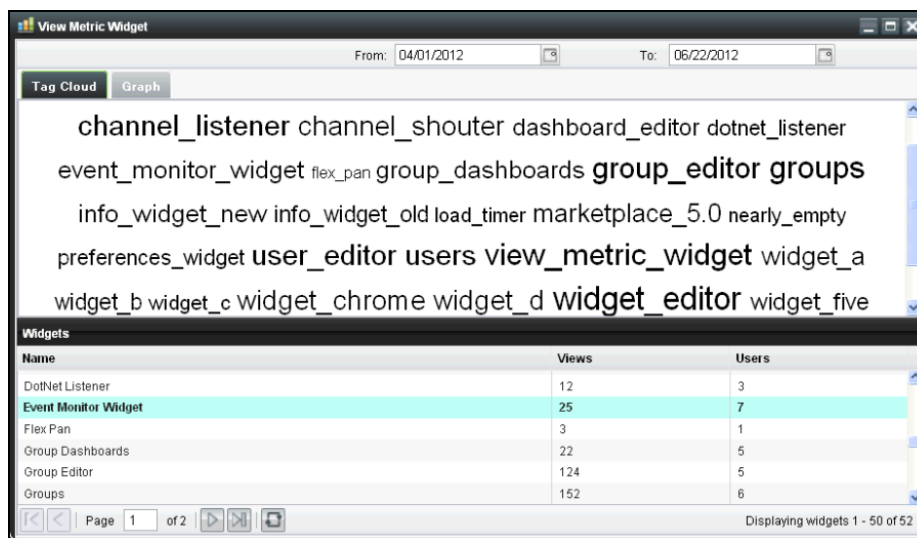 View Metric Widget
From: 04/01/2012 To: 06/22/2012
Tag Cloud Graph
channel_listener channel_shouter dashboard_editor dotnet_listener
event_monitor_widget flex_pan group_dashboards group_editor groups
info_widget_new info_widget_old load_timer marketplace_5.0 nearly_empty
preferences_widget user_editor users view_metric_widget widget_a
widget_b widget_c widget_chrome widget_d widget_editor widget_five
Widgets
Name Views Users
DotNet Listener 12 3
Event Monitor Widget 25 7
Flex Pan 3 1
Group Dashboards 22 5
Group Editor 124 5
Groups 152 6
Page 1 of 2 Displaying widgets 1 - 50 of 52